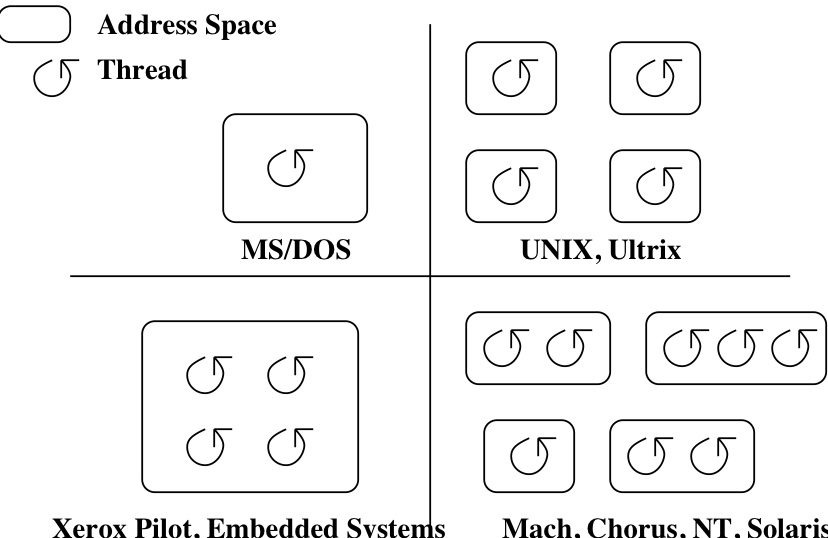 Address Space
Thread
MS/DOS
UNIX, Ultrix
Xerox Pilot, Embedded Systems
Mach, Chorus, NT, Solaris